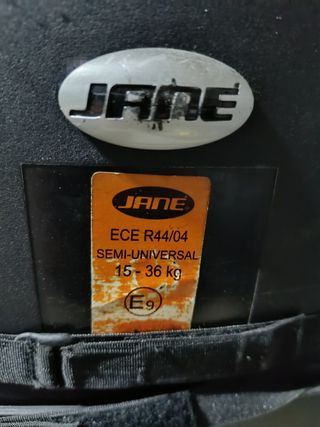 JANE
JANE
ECE R44/04
SEMI-UNIVERSAL
15 - 36 kg
E9